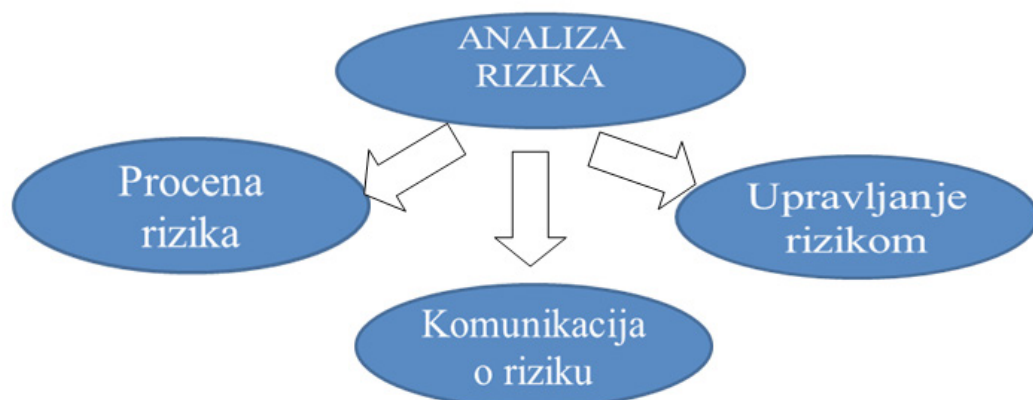 ANALIZA
RIZIKA
Procena
rizika
Upravljanje
rizikom
Komunikacija
o riziku